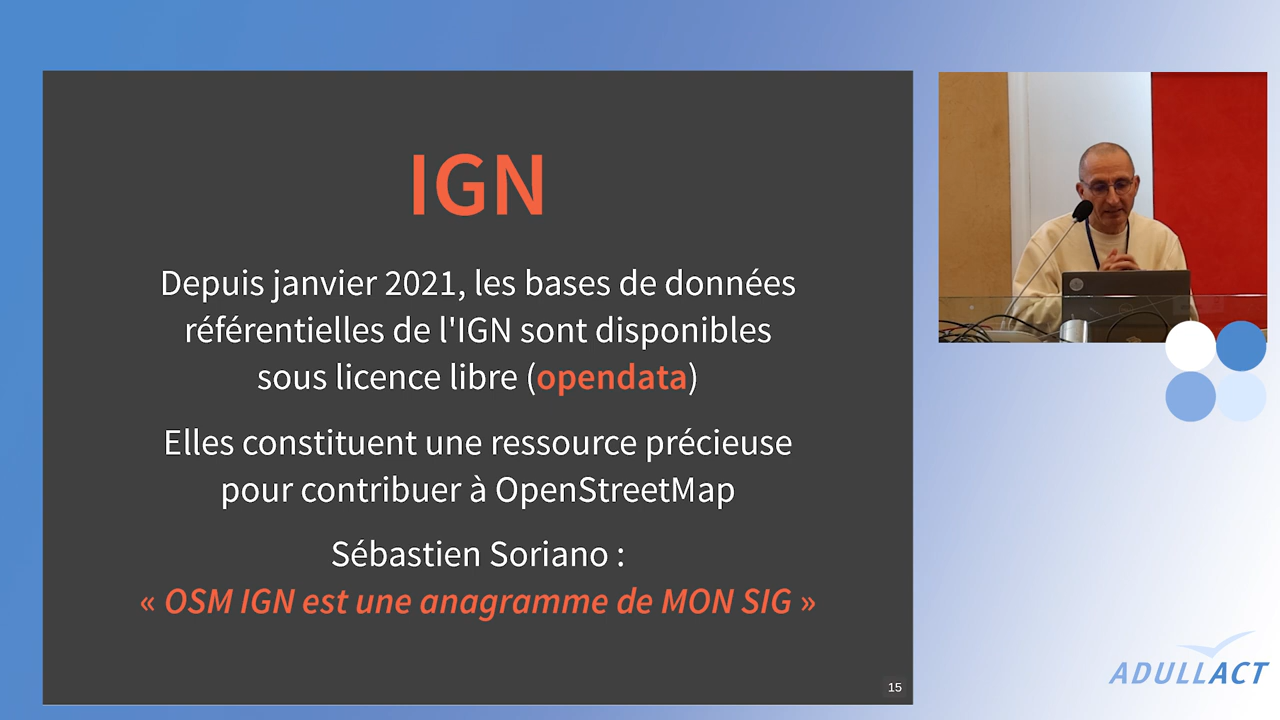 IGN
Depuis janvier 2021, les bases de données
référentielles de l'IGN sont disponibles
sous licence libre (opendata)
Elles constituent une ressource précieuse
pour contribuer à OpenStreetMap
Sébastien Soriano :
« OSM IGN est une anagramme de MON SIG »
15
ADULLACT